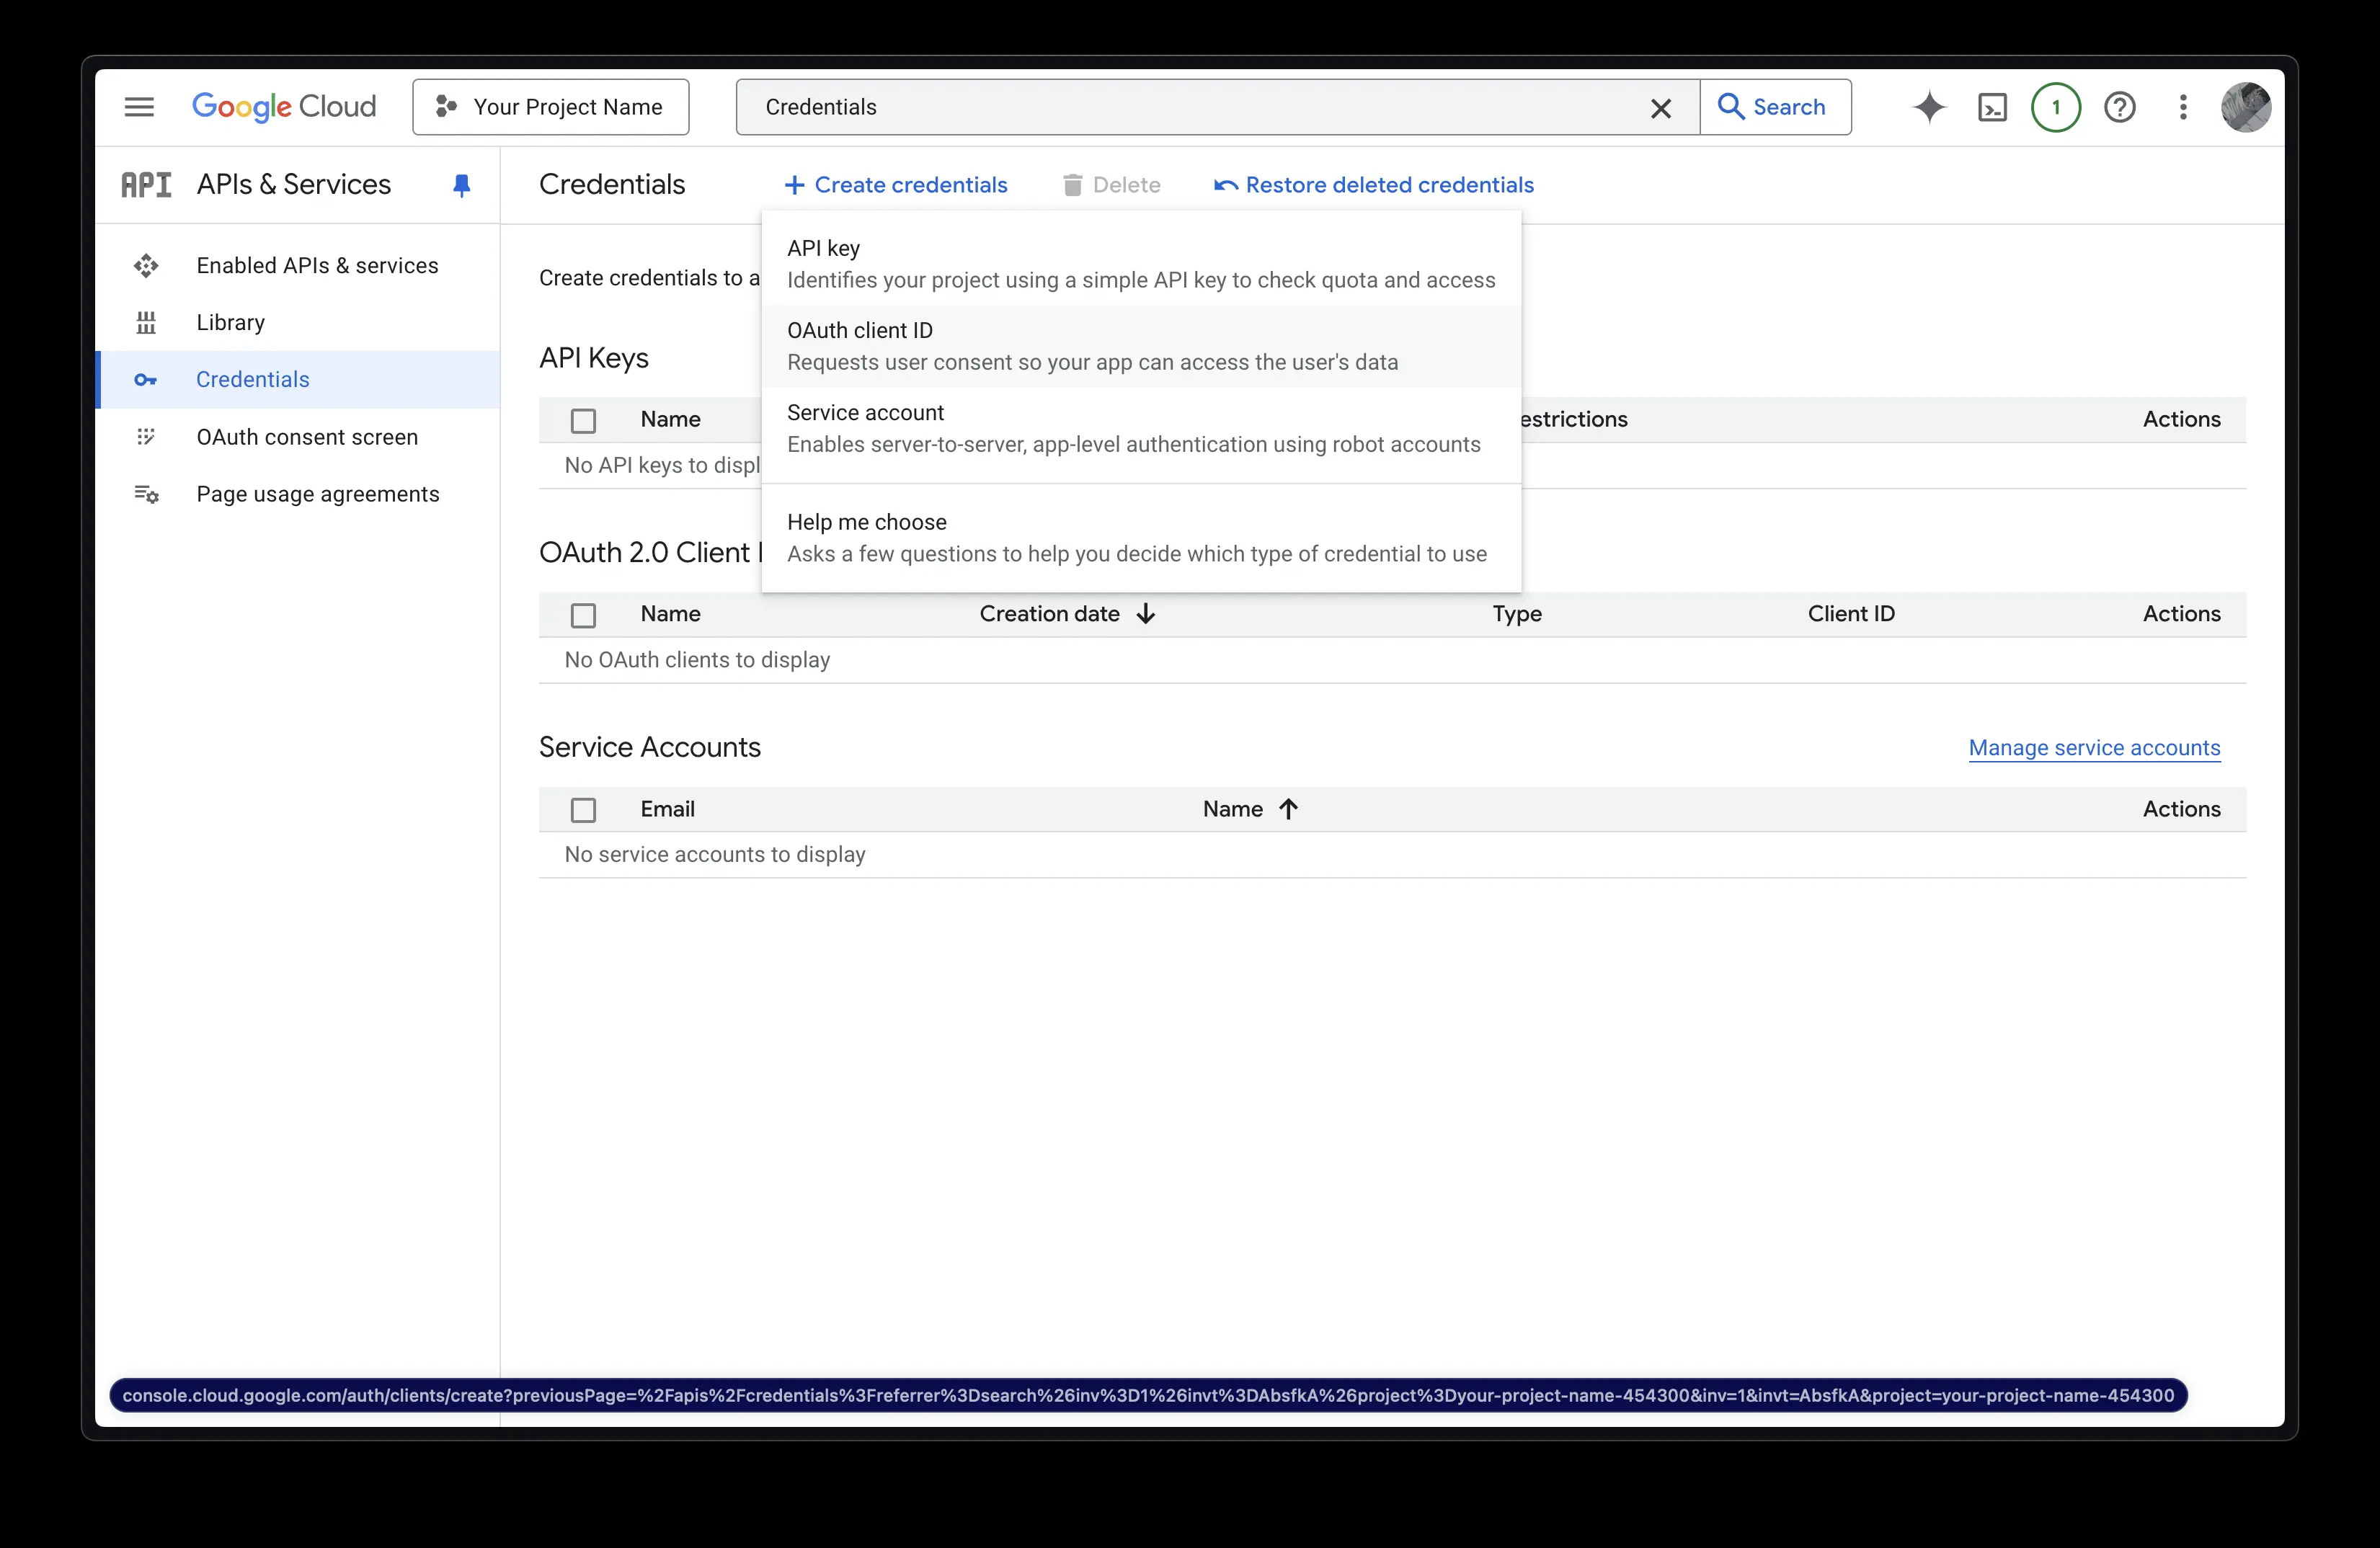 Google Cloud
Your Project Name
Credentials
Search
1
API
APIs & Services
Credentials
Create credentials
Delete
Restore deleted credentials
Enabled APIs & services
Library
Credentials
OAuth consent screen
Page usage agreements
Create credentials to a
API key
Identifies your project using a simple API key to check quota and access
OAuth client ID
Requests user consent so your app can access the user's data
Service account
Enables server-to-server, app-level authentication using robot accounts
Help me choose
Asks a few questions to help you decide which type of credential to use
API Keys
Name estrictions Actions
No API keys to displ
OAuth 2.0 Client
Name Creation date Type Client ID Actions
No OAuth clients to display
Service Accounts
Manage service accounts
Email Name Actions
No service accounts to display
console.cloud.google.com/auth/clients/create?previousPage=%2Fapis%2Fcredentials%3Freferrer%3Dsearch%26inv%3D1%26invt%3DAbsfkA%26project%3Dyour-project-name-454300&inv=1&invt=AbsfkA&project=your-project-name-454300